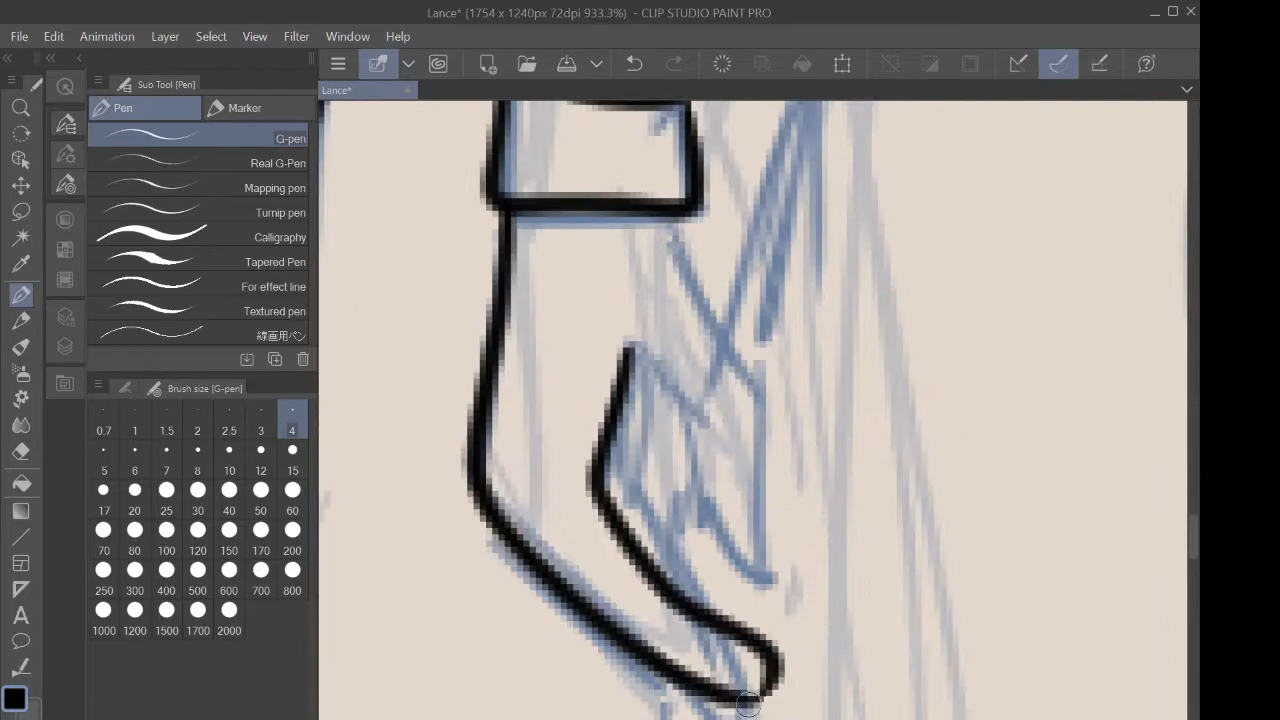 Lance* (1754 x 1240px 72dpi 933.3%) - CLIP STUDIO PAINT PRO
File Edit Animation Layer Select View Filter Window Help
Sub Tool [Pen]
Lance*
Pen Marker
G-pen
Real G-Pen
Mapping pen
Turnip pen
Calligraphy
Tapered Pen
For effect line
Textured pen
線画用ペン
Brush size [G-pen]
0.7 1 1.5 2 2.5 3 4
5 6 7 8 10 12 15
17 20 25 30 40 50 60
70 80 100 120 150 170 200
250 300 400 500 600 700 800
1000 1200 1500 1700 2000